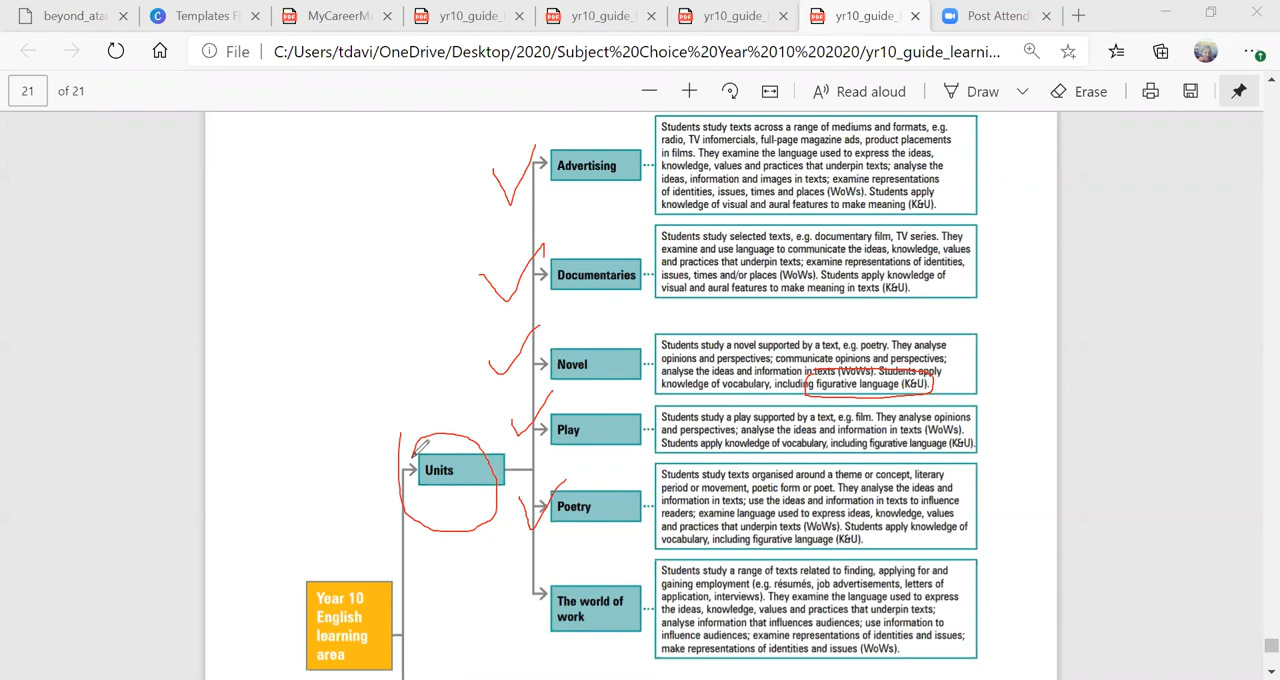 beyond_atar
Templates Fl
MyCareerMa
yr10_guide_l
yr10_guide_l
yr10_guide_l
yr10_guide_l
Post Attend
File
C:/Users/tdavi/OneDrive/Desktop/2020/Subject%20Choice%20Year%2010%202020/yr10_guide_learni...
21
of 21
Read aloud
Draw
Erase
Advertising
Students study texts across a range of mediums and formats, e.g.
radio, TV infomercials, full-page magazine ads, product placements
in films. They examine the language used to express the ideas,
knowledge, values and practices that underpin texts; analyse the
ideas, information and images in texts; examine representations
of identities, issues, times and places (WoWs). Students apply
knowledge of visual and aural features to make meaning (K&U).
Documentaries
Students study selected texts, e.g. documentary film, TV series. They
examine and use language to communicate the ideas, knowledge, values
and practices that underpin texts; examine representations of identities,
issues, times and/or places (WoWs). Students apply knowledge of
visual and aural features to make meaning in texts (K&U).
Novel
Students study a novel supported by a text, e.g. poetry. They analyse
opinions and perspectives; communicate opinions and perspectives;
analyse the ideas and information in texts (WoWs). Students apply
knowledge of vocabulary, including figurative language (K&U).
Play
Students study a play supported by a text, e.g. film. They analyse opinions
and perspectives; analyse the ideas and information in texts (WoWs).
Students apply knowledge of vocabulary, including figurative language (K&U).
Units
Poetry
Students study texts organised around a theme or concept, literary
period or movement, poetic form or poet. They analyse the ideas and
information in texts; use the ideas and information in texts to influence
readers; examine language used to express ideas, knowledge, values
and practices that underpin texts (WoWs). Students apply knowledge of
vocabulary, including figurative language (K&U).
The world of
work
Students study a range of texts related to finding, applying for and
gaining employment (e.g. résumés, job advertisements, letters of
application, interviews). They examine the language used to express
the ideas, knowledge, values and practices that underpin texts;
analyse information that influences audiences; use information to
influence audiences; examine representations of identities and issues;
make representations of identities and issues (WoWs).
Year 10
English
learning
area